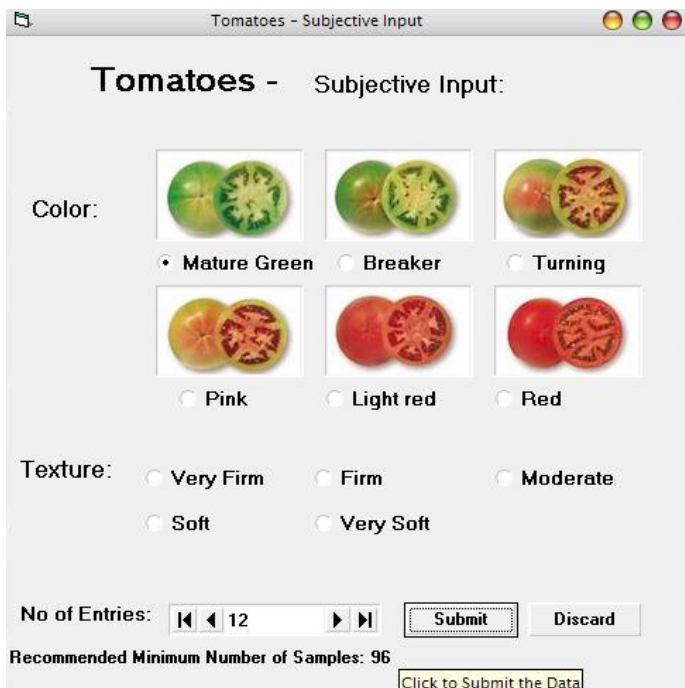 Tomatoes - Subjective Input
Tomatoes - Subjective Input:
Color:
Mature Green Breaker Turning
Pink Light red Red
Texture: Very Firm Firm Moderate
Soft Very Soft
No of Entries: 12 Submit Discard
Recommended Minimum Number of Samples: 96
Click to Submit the Data